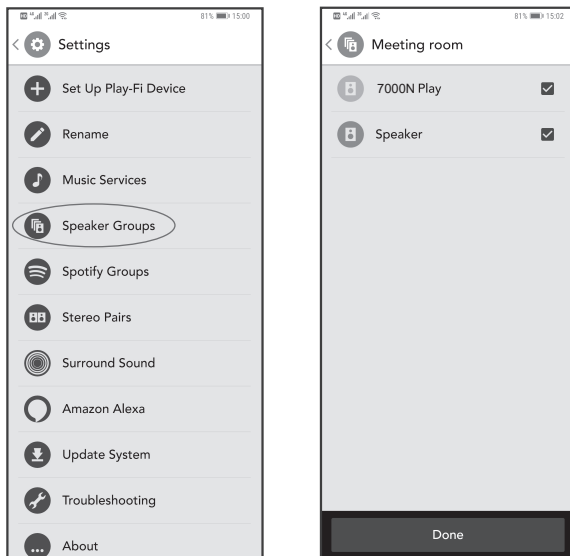 81% 15:00
Settings
Set Up Play-Fi Device
Rename
Music Services
Speaker Groups
Spotify Groups
Stereo Pairs
Surround Sound
Amazon Alexa
Update System
Troubleshooting
About
81% 15:02
Meeting room
7000N Play
Speaker
Done